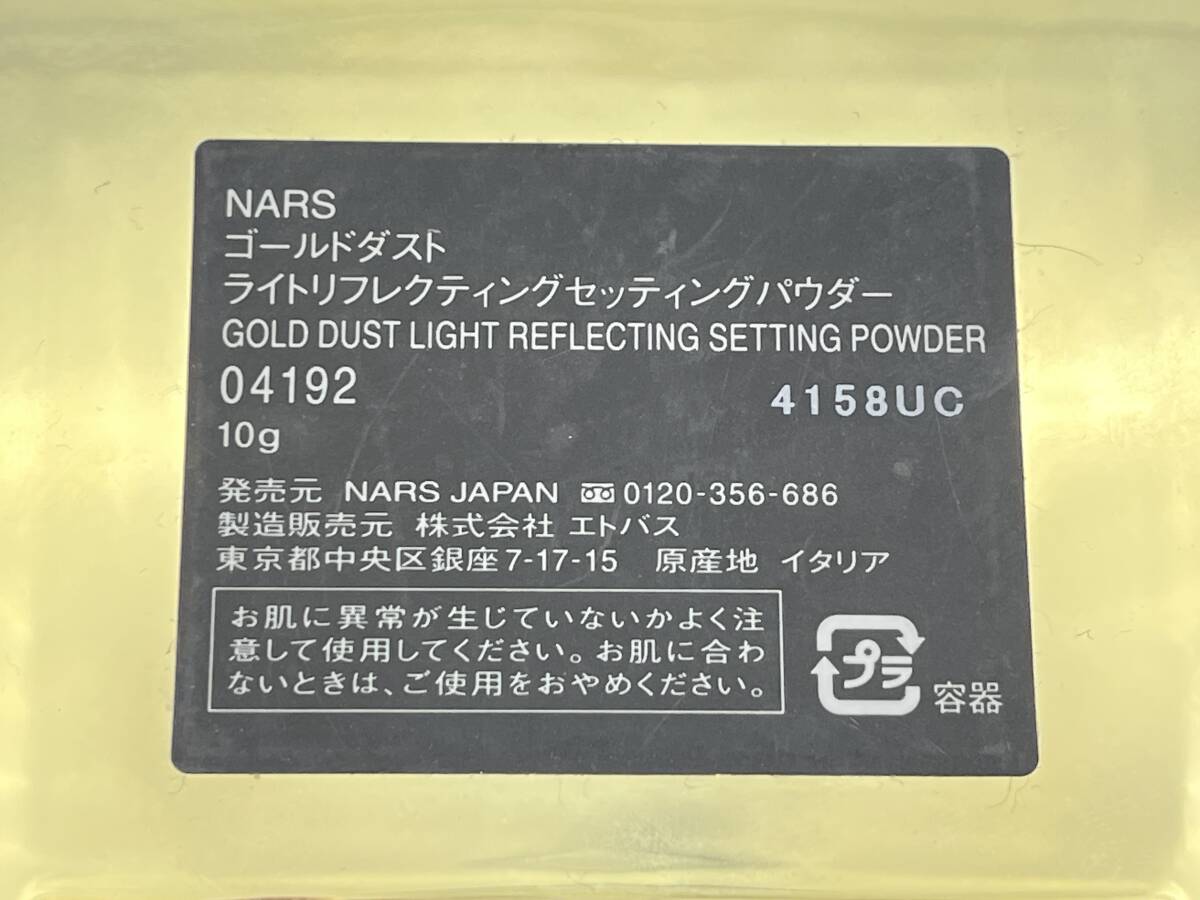 NARS
ゴールドダスト
ライトリフレクティングセッティングパウダー
GOLD DUST LIGHT REFLECTING SETTING POWDER
04192
4158UC
10g
発売元 NARS JAPAN 0120-356-686
製造販売元 株式会社 エトバス
東京都中央区銀座7-17-15 原産地 イタリア
お肌に異常が生じていないかよく注
意して使用してください。お肌に合わ
ないときは、ご使用をおやめください。
プラ
容器